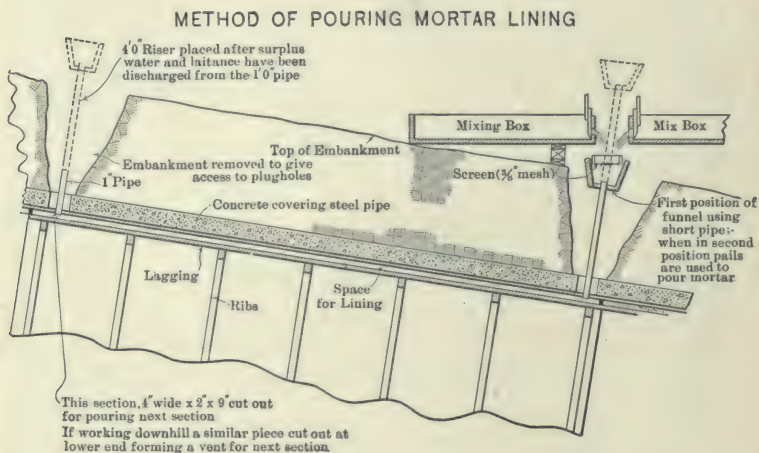 METHOD OF POURING MORTAR LINING
4'0" Riser placed after surplus
water and laitance have been
discharged from the 1'0" pipe
Mixing Box
Mix Box
Top of Embankment
Embankment removed to give
access to plugholes
Screen (⅜" mesh)
1" Pipe
Concrete covering steel pipe
First position of
funnel using
short pipe;-
when in second
position pails
are used to
pour mortar
Lagging
Space
for Lining
Ribs
This section, 4" wide x 2" x 9" cut out
for pouring next section
If working downhill a similar piece cut out at
lower end forming a vent for next section